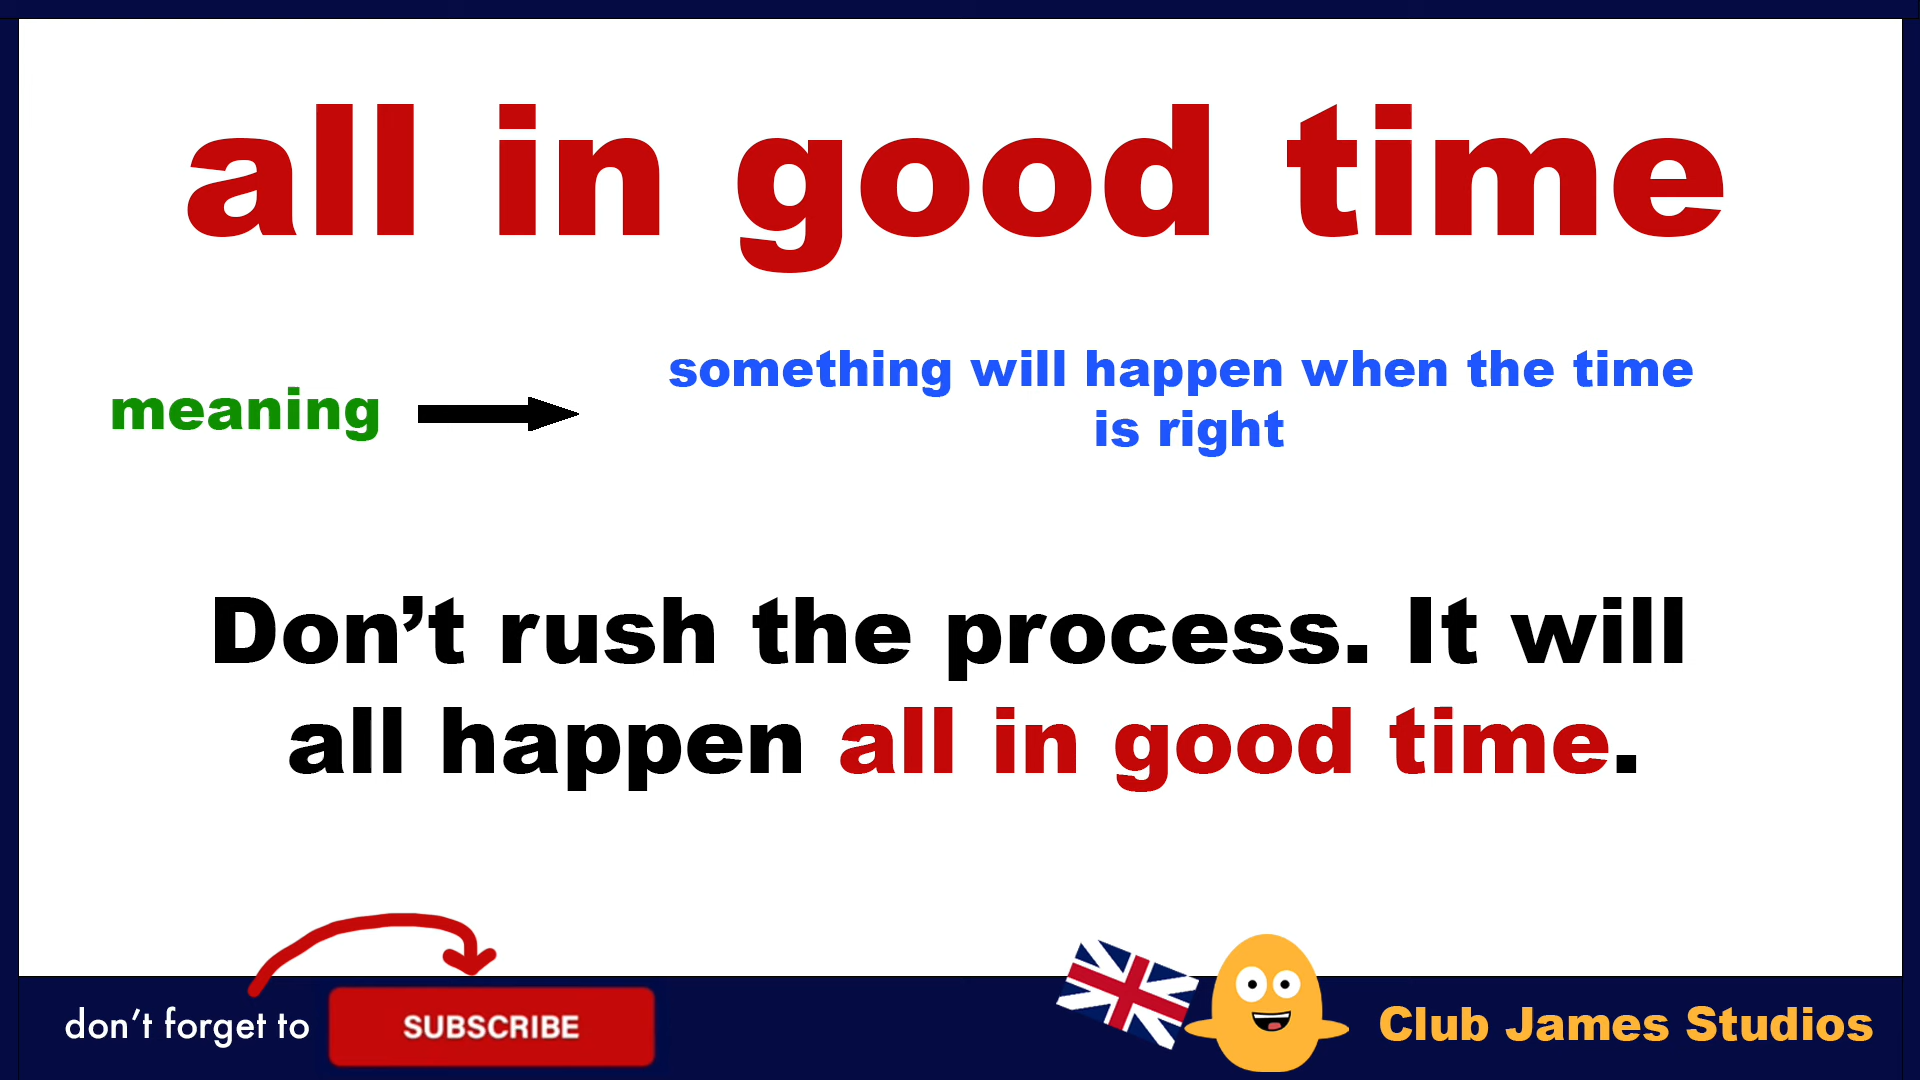 all in good time
meaning
something will happen when the time
is right
Don’t rush the process. It will
all happen all in good time.
don’t forget to
SUBSCRIBE
Club James Studios